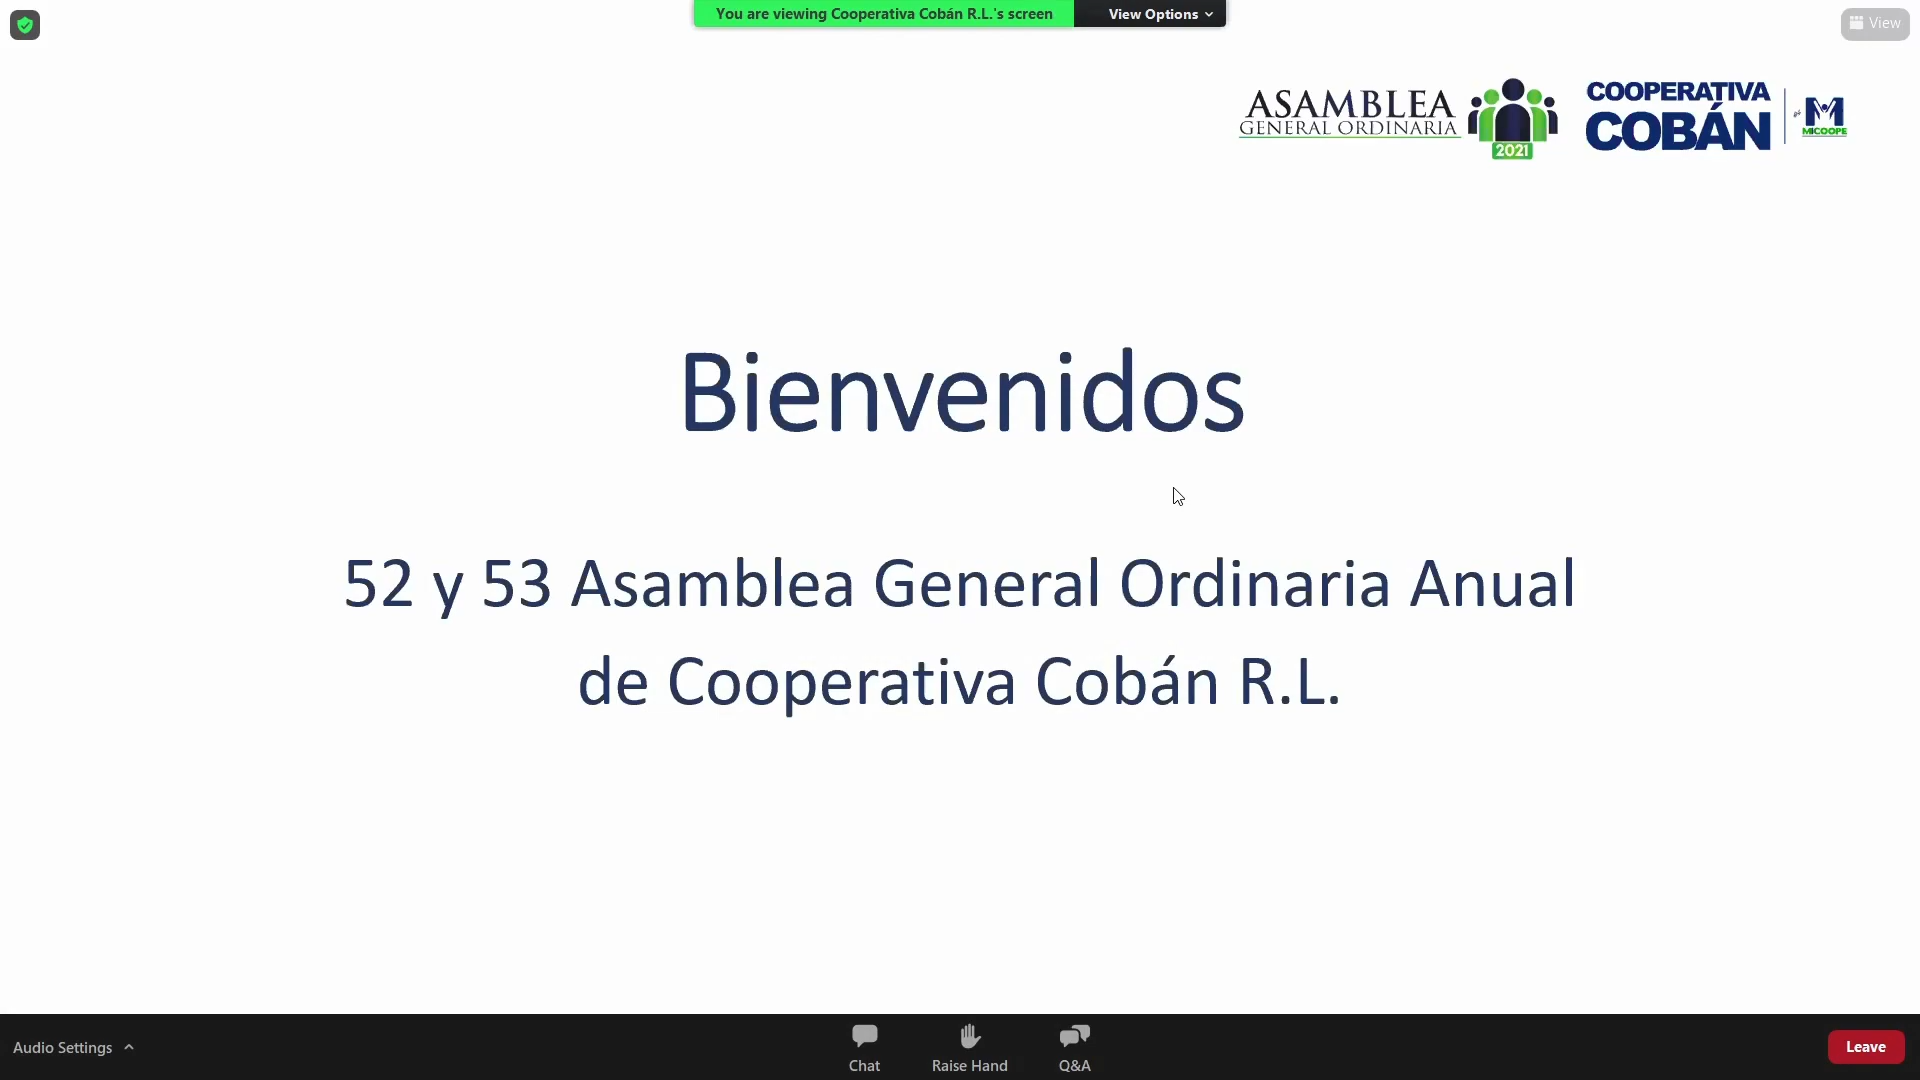 You are viewing Cooperativa Cobán R.L.'s screen
View Options
View
ASAMBLEA
GENERAL ORDINARIA
2021
COOPERATIVA
COBÁN
MICOOPE
Bienvenidos
52 y 53 Asamblea General Ordinaria Anual
de Cooperativa Cobán R.L.
Audio Settings
Chat
Raise Hand
Q&A
Leave